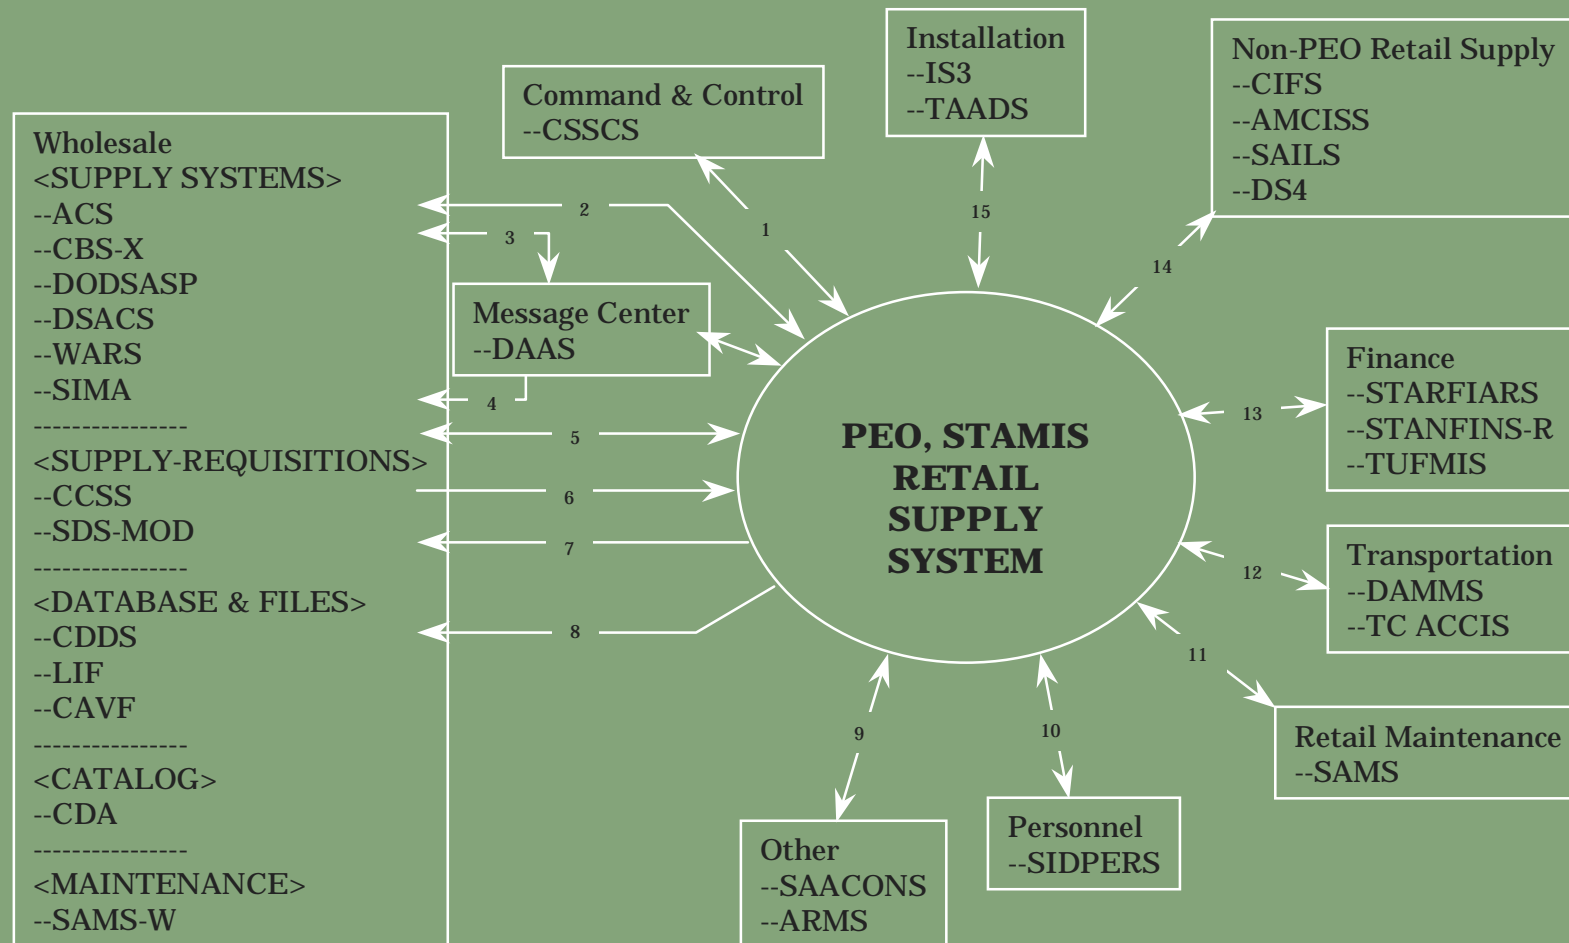 Installation
--IS3
--TAADS
Non-PEO Retail Supply
--CIFS
--AMCISS
--SAILS
--DS4
Command & Control
--CSSCS
Wholesale
<SUPPLY SYSTEMS>
--ACS
--CBS-X
--DODSASP
--DSACS
--WARS
--SIMA
----------------
<SUPPLY-REQUISITIONS>
--CCSS
--SDS-MOD
----------------
<DATABASE & FILES>
--CDDS
--LIF
--CAVF
----------------
<CATALOG>
--CDA
----------------
<MAINTENANCE>
--SAMS-W
2
3
1
15
14
Message Center
--DAAS
4
5
6
7
8
PEO, STAMIS
RETAIL
SUPPLY
SYSTEM
13
Finance
--STARFIARS
--STANFINS-R
--TUFMIS
12
Transportation
--DAMMS
--TC ACCIS
11
Retail Maintenance
--SAMS
9
10
Other
--SAACONS
--ARMS
Personnel
--SIDPERS